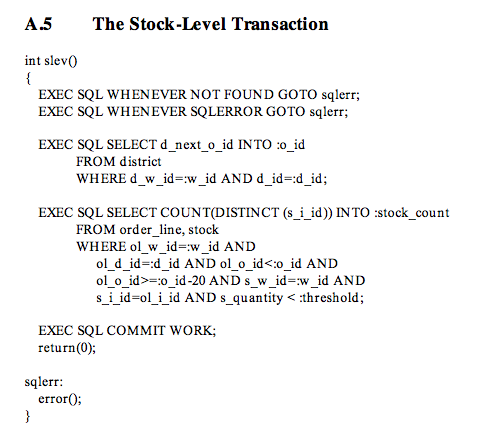 A.5 The Stock-Level Transaction
int slev()
{
EXEC SQL WHENEVER NOT FOUND GOTO sqlerr;
EXEC SQL WHENEVER SQLERROR GOTO sqlerr;
EXEC SQL SELECT d_next_o_id INTO :o_id
FROM district
WHERE d_w_id=:w_id AND d_id=:d_id;
EXEC SQL SELECT COUNT(DISTINCT (s_i_id)) INTO :stock_count
FROM order_line, stock
WHERE ol_w_id=:w_id AND
ol_d_id=:d_id AND ol_o_id<:o_id AND
ol_o_id>=:o_id-20 AND s_w_id=:w_id AND
s_i_id=ol_i_id AND s_quantity < :threshold;
EXEC SQL COMMIT WORK;
return(0);
sqlerr:
error();
}